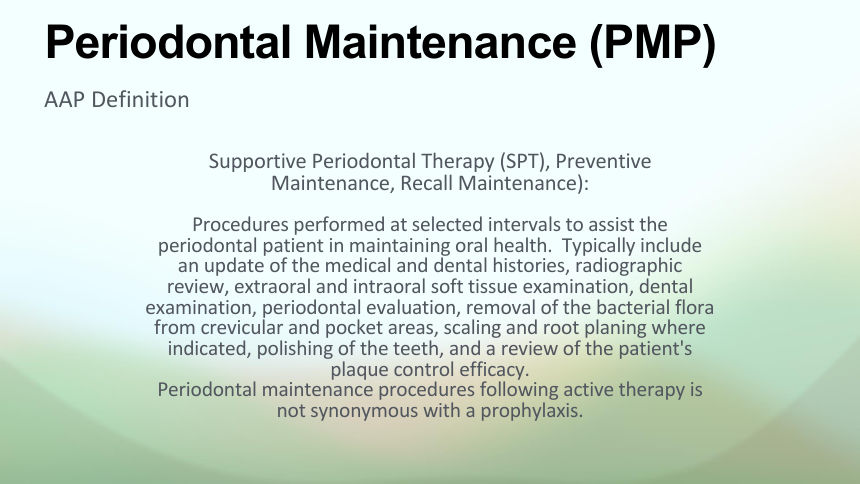 Periodontal Maintenance (PMP)
AAP Definition
Supportive Periodontal Therapy (SPT), Preventive
Maintenance, Recall Maintenance):
Procedures performed at selected intervals to assist the
periodontal patient in maintaining oral health.  Typically include
an update of the medical and dental histories, radiographic
review, extraoral and intraoral soft tissue examination, dental
examination, periodontal evaluation, removal of the bacterial flora
from crevicular and pocket areas, scaling and root planing where
indicated, polishing of the teeth, and a review of the patient's
plaque control efficacy.
Periodontal maintenance procedures following active therapy is
not synonymous with a prophylaxis.